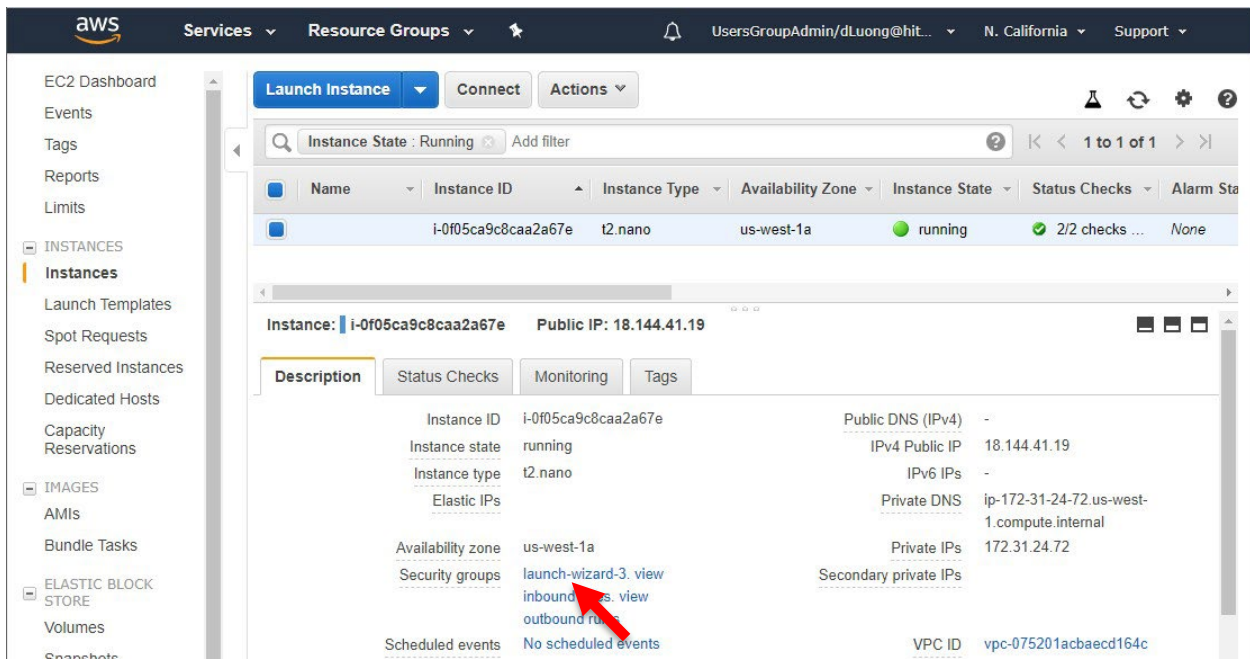 aws Services Resource Groups UsersGroupAdmin/dLuong@hit... N. California Support
EC2 Dashboard
Events
Tags
Reports
Limits
INSTANCES
Instances
Launch Templates
Spot Requests
Reserved Instances
Dedicated Hosts
Capacity
Reservations
IMAGES
AMIs
Bundle Tasks
ELASTIC BLOCK
STORE
Volumes
Snapshots
Launch Instance Connect Actions
Instance State : Running Add filter 1 to 1 of 1
Name Instance ID Instance Type Availability Zone Instance State Status Checks Alarm Sta
i-0f05ca9c8caa2a67e t2.nano us-west-1a running 2/2 checks ... None
Instance: i-0f05ca9c8caa2a67e Public IP: 18.144.41.19
Description Status Checks Monitoring Tags
Instance ID i-0f05ca9c8caa2a67e
Instance state running
Instance type t2.nano
Elastic IPs
Availability zone us-west-1a
Security groups launch-wizard-3. view
inbound view
outbound
Scheduled events No scheduled events
Public DNS (IPv4) -
IPv4 Public IP 18.144.41.19
IPv6 IPs -
Private DNS ip-172-31-24-72.us-west-
1.compute.internal
Private IPs 172.31.24.72
Secondary private IPs
VPC ID vpc-075201acbaecd164c